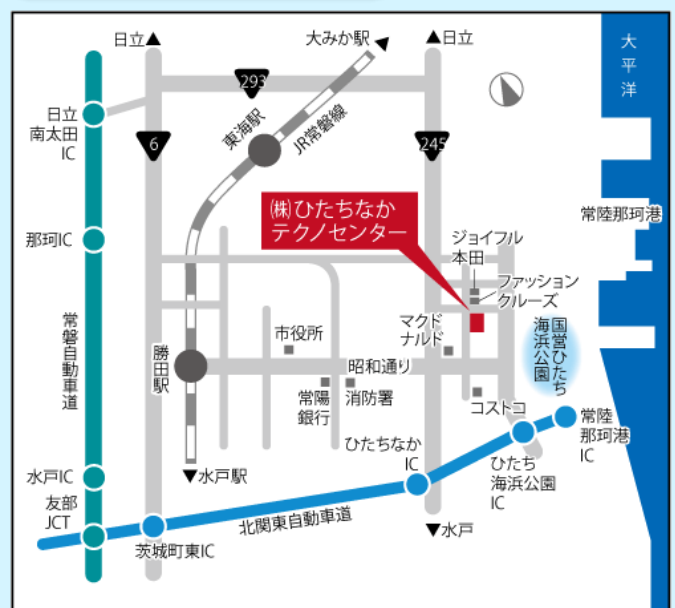 日立▲
大みか駅▲
▲日立
大平洋
293
日立
南太田
IC
6
東海駅
JR常磐線
245
㈱ひたちなか
テクノセンター
常陸那珂港
那珂IC
ジョイフル
本田
ファッション
クルーズ
常磐自動車道
勝田駅
市役所
マクド
ナルド
国営ひたち
海浜公園
昭和通り
常陽
銀行
消防署
コストコ
常陸
那珂港
IC
ひたちなか
IC
ひたち
海浜公園
IC
水戸IC
▼水戸駅
友部
JCT
北関東自動車道
▼水戸
茨城町東IC